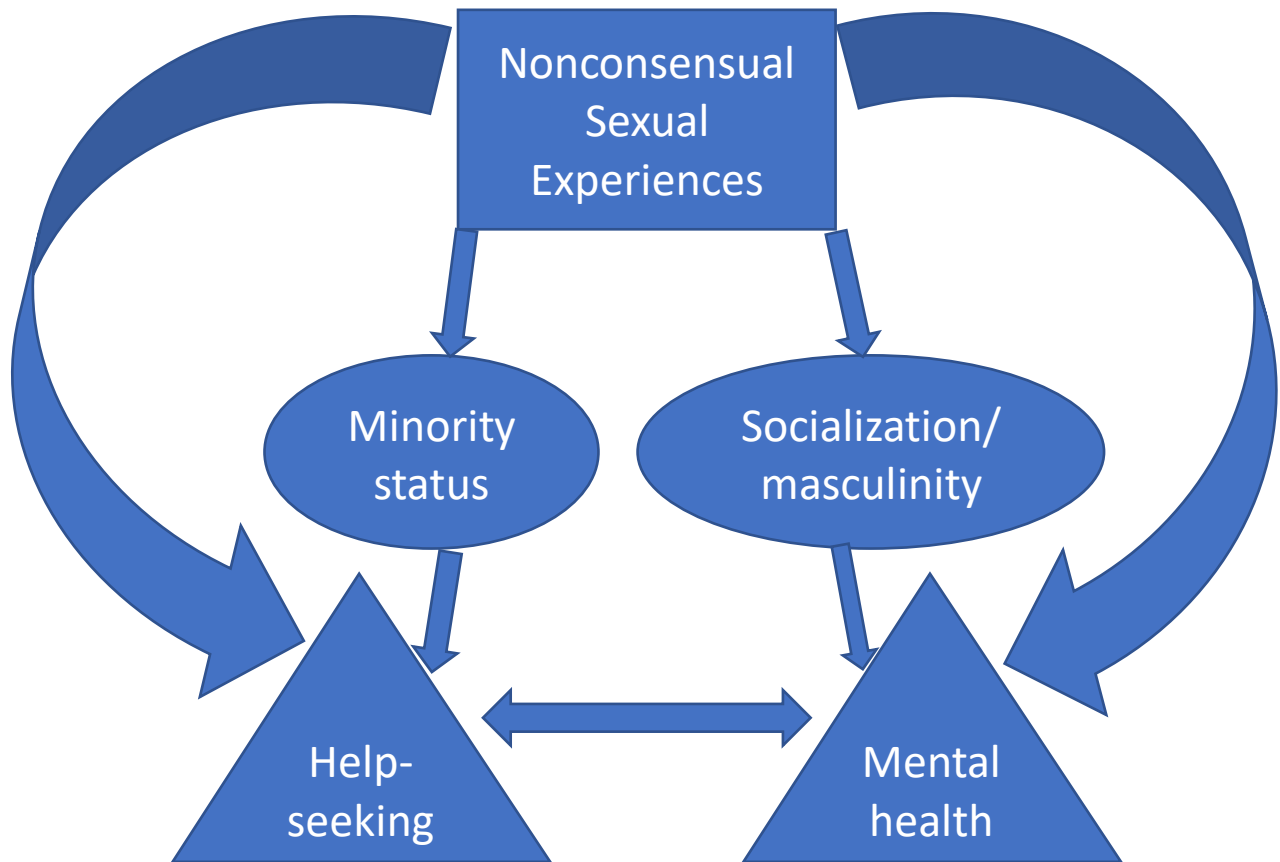 Nonconsensual
Sexual
Experiences
Minority
status
Socialization/
masculinity
Help-
seeking
Mental
health